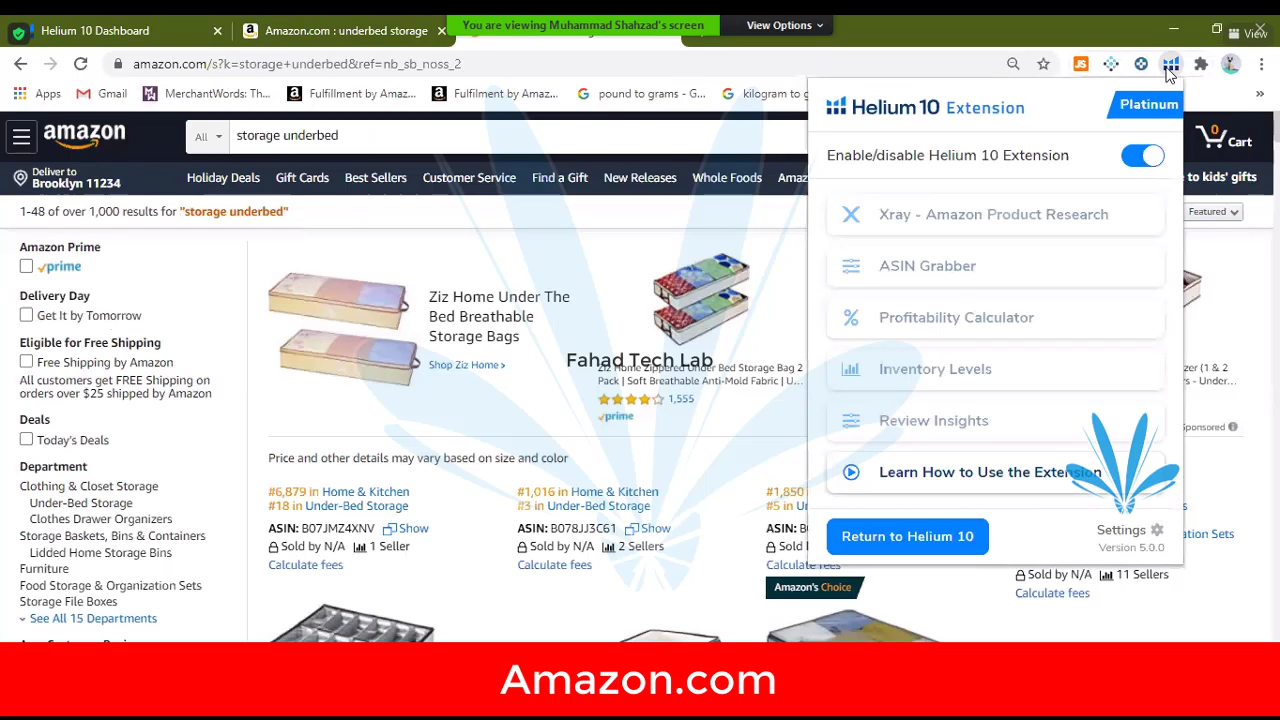 Helium 10 Dashboard
Amazon.com : underbed storage
You are viewing Muhammad Shahzad's screen
View Options
View
amazon.com/s?k=storage+underbed&ref=nb_sb_noss_2
JS
Apps
Gmail
MerchantWords: Th...
Fulfillment by Amaz...
Fulfilment by Amaz...
pound to grams - G...
kilogram to
amazon
All
storage underbed
0
Cart
Deliver to
Brooklyn 11234
Holiday Deals
Gift Cards
Best Sellers
Customer Service
Find a Gift
New Releases
Whole Foods
to kids' gifts
1-48 of over 1,000 results for "storage underbed"
Featured
Helium 10 Extension
Platinum
Enable/disable Helium 10 Extension
Xray - Amazon Product Research
ASIN Grabber
Profitability Calculator
Inventory Levels
Review Insights
Learn How to Use the Extension
Return to Helium 10
Settings
Version 5.0.0
Amazon Prime
prime
Delivery Day
Get It by Tomorrow
Eligible for Free Shipping
Free Shipping by Amazon
All customers get FREE Shipping on
orders over $25 shipped by Amazon
Deals
Today's Deals
Department
Clothing & Closet Storage
Under-Bed Storage
Clothes Drawer Organizers
Storage Baskets, Bins & Containers
Lidded Home Storage Bins
Furniture
Food Storage & Organization Sets
Storage File Boxes
See All 15 Departments
Ziz Home Under The
Bed Breathable
Storage Bags
Shop Ziz Home >
Fahad Tech Lab
Ziz Home Zippered Under Bed Storage Bag 2
Pack | Soft Breathable Anti-Mold Fabric | U...
1,555
prime
Sponsored
Price and other details may vary based on size and color
#6,879 in Home & Kitchen
#18 in Under-Bed Storage
ASIN: B07JMZ4XNV Show
Sold by N/A 1 Seller
Calculate fees
#1,016 in Home & Kitchen
#3 in Under-Bed Storage
ASIN: B078JJ3C61 Show
Sold by N/A 2 Sellers
Calculate fees
#1,850
#5 in
ASIN:
Sold by
Calculate fees
Amazon's Choice
Sold by N/A 11 Sellers
Calculate fees
Amazon.com